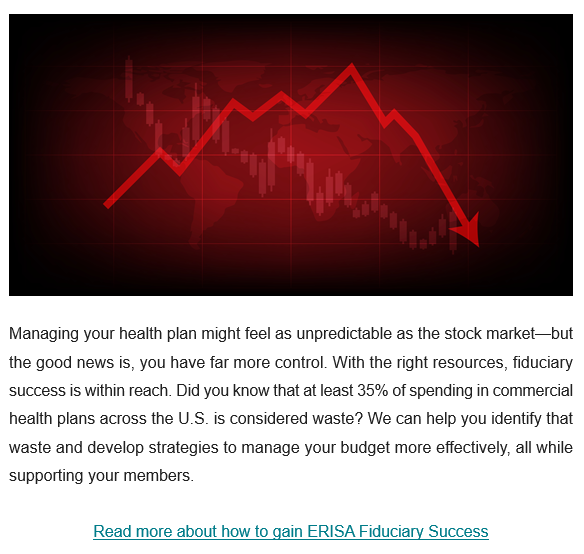 Managing your health plan might feel as unpredictable as the stock market—but
the good news is, you have far more control. With the right resources, fiduciary
success is within reach. Did you know that at least 35% of spending in commercial
health plans across the U.S. is considered waste? We can help you identify that
waste and develop strategies to manage your budget more effectively, all while
supporting your members.
Read more about how to gain ERISA Fiduciary Success